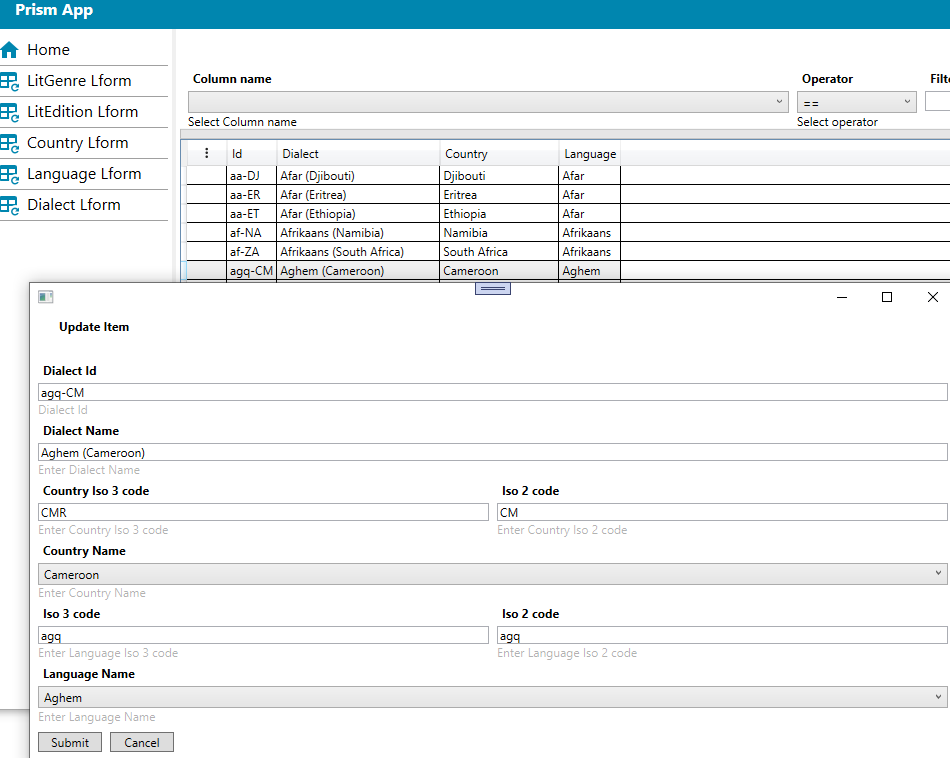 Prism App
Home
LitGenre Lform
LitEdition Lform
Country Lform
Language Lform
Dialect Lform
Column name Operator Filt
==
Select Column name Select operator
Id Dialect Country Language
aa-DJ Afar (Djibouti) Djibouti Afar
aa-ER Afar (Eritrea) Eritrea Afar
aa-ET Afar (Ethiopia) Ethiopia Afar
af-NA Afrikaans (Namibia) Namibia Afrikaans
af-ZA Afrikaans (South Africa) South Africa Afrikaans
agq-CM Aghem (Cameroon) Cameroon Aghem
Update Item
Dialect Id
agq-CM
Dialect Id
Dialect Name
Aghem (Cameroon)
Enter Dialect Name
Country Iso 3 code Iso 2 code
CMR CM
Enter Country Iso 3 code Enter Country Iso 2 code
Country Name
Cameroon
Enter Country Name
Iso 3 code Iso 2 code
agq agq
Enter Language Iso 3 code Enter Language Iso 2 code
Language Name
Aghem
Enter Language Name
Submit Cancel